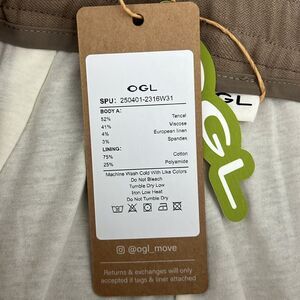 OGL
SPU: 250401-2316W31
BODY A:
52% Tencel
41% Viscose
4% European linen
3% Spandex
LINING:
75% Cotton
25% Polyamide
Machine Wash Cold With Like Colors
Do Not Bleach
Tumble Dry Low
Iron Low Heat
Do Not Tumble Dry
@ogl_move
Returns & exchanges will only
accepted if tags & liner attached
GL
OGL